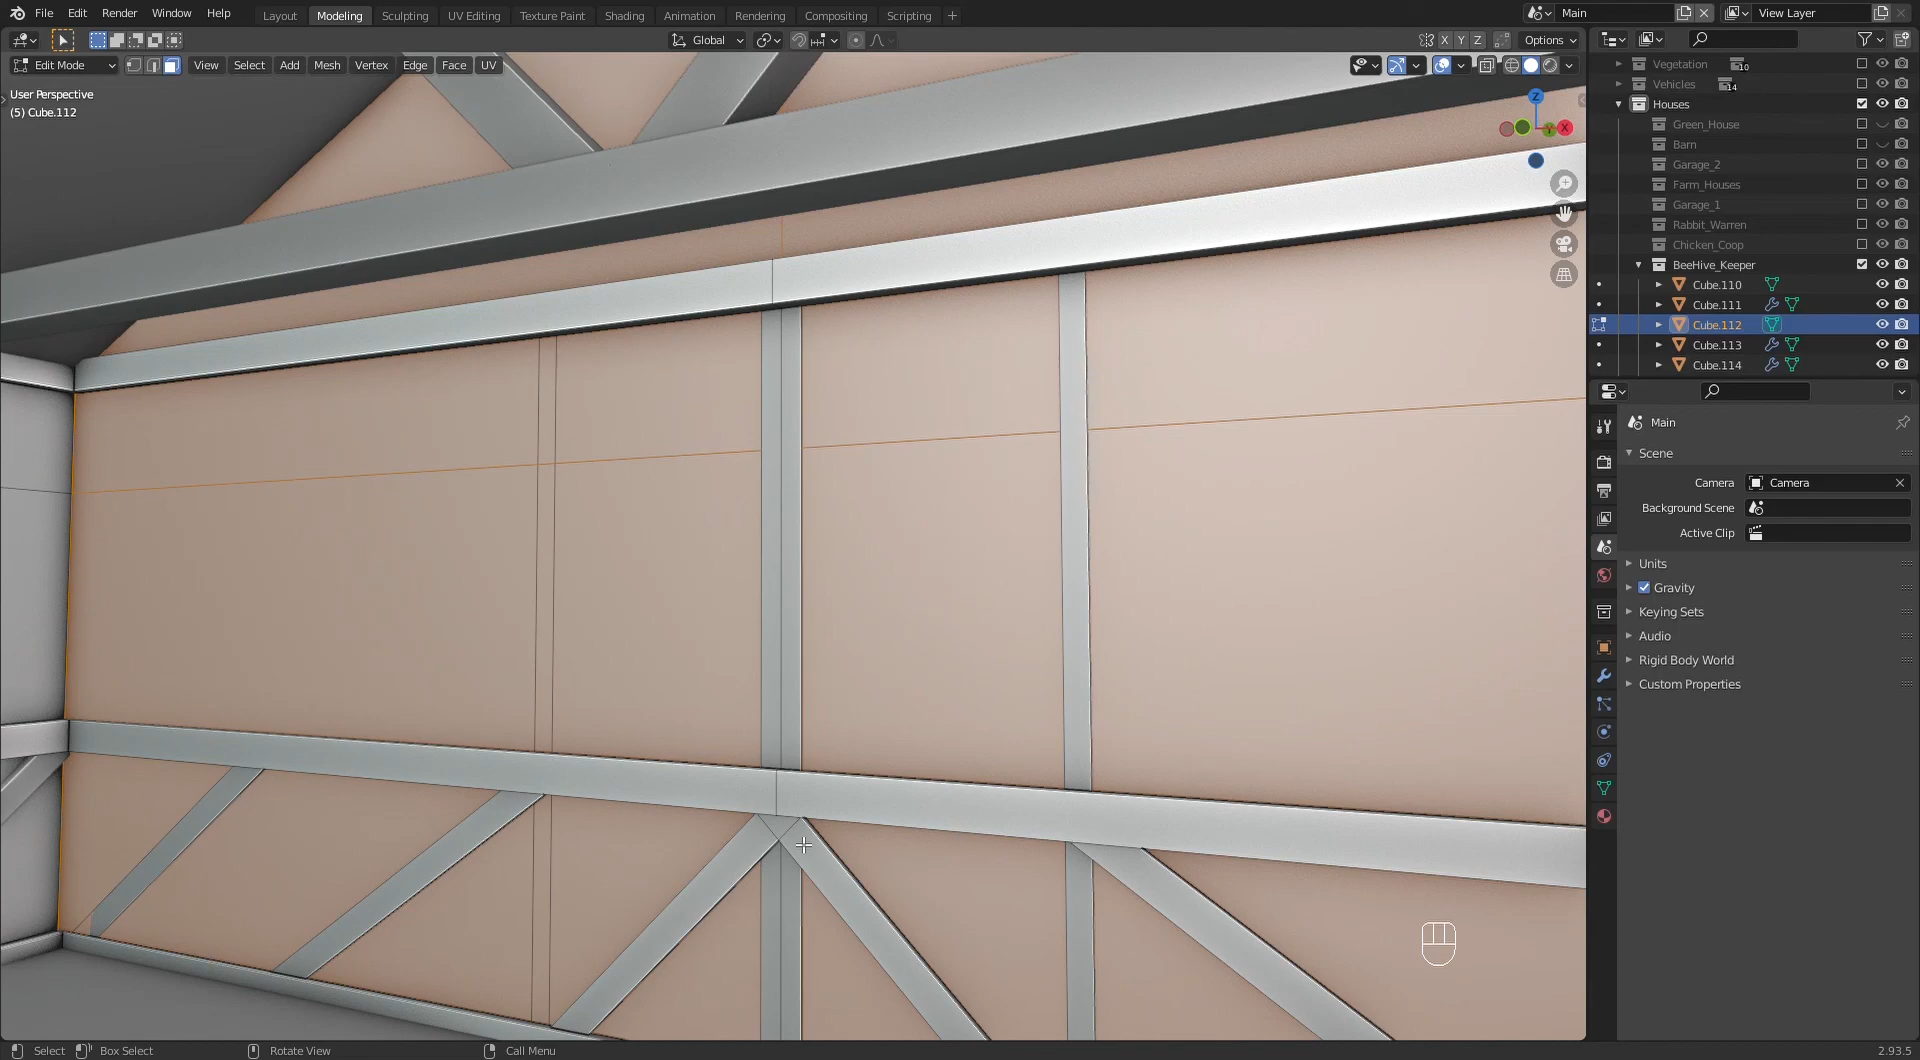 File Edit Render Window Help Layout Modeling Sculpting UV Editing Texture Paint Shading Animation Rendering Compositing Scripting + Main View Layer
Global X Y Z Options
Edit Mode View Select Add Mesh Vertex Edge Face UV
User Perspective
(5) Cube.112
Z
Y
X
Vegetation 10
Vehicles 14
Houses
Green_House
Barn
Garage_2
Farm_Houses
Garage_1
Rabbit_Warren
Chicken_Coop
BeeHive_Keeper
Cube.110
Cube.111
Cube.112
Cube.113
Cube.114
Main
Scene
Camera Camera
Background Scene
Active Clip
Units
Gravity
Keying Sets
Audio
Rigid Body World
Custom Properties
Select Box Select Rotate View Call Menu 2.93.5